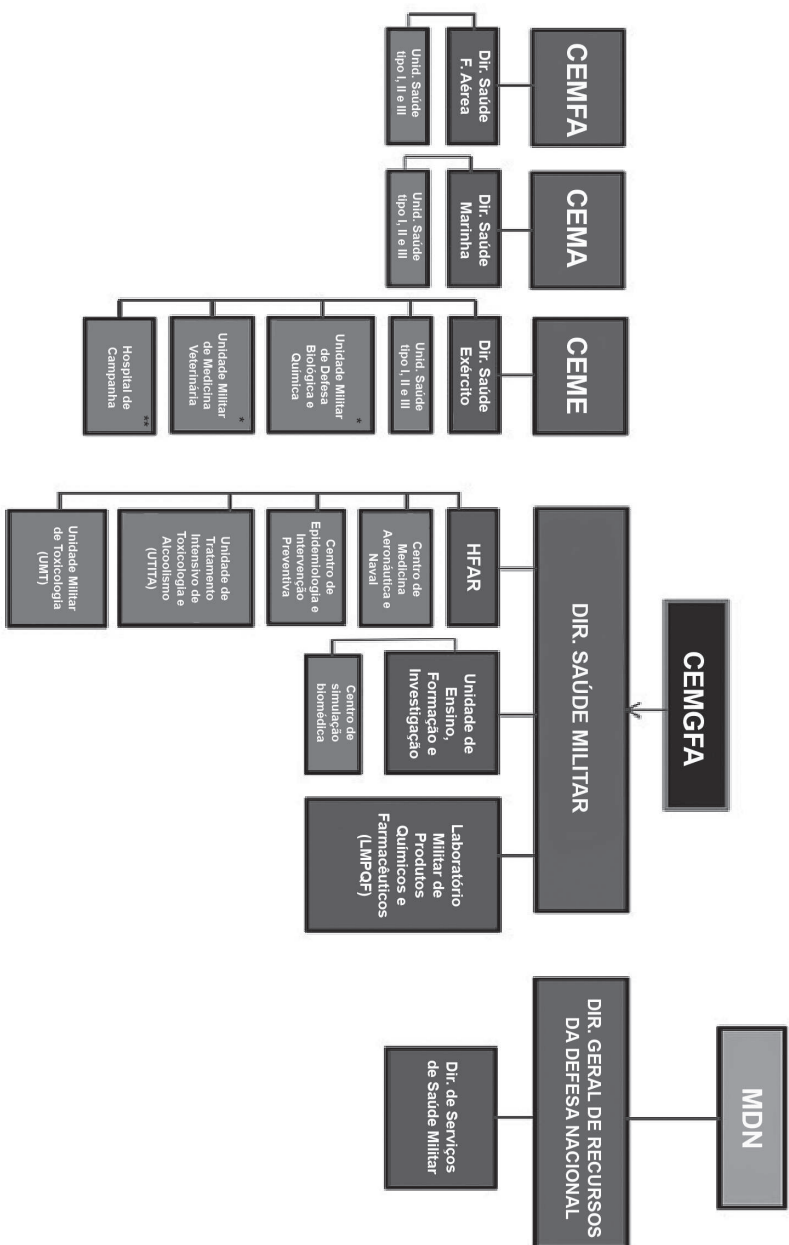 CEMFA
Dir. Saúde
F. Aérea
Unid. Saúde
tipo I, II e III
CEMA
Dir. Saúde
Marinha
Unid. Saúde
tipo I, II e III
CEME
Dir. Saúde
Exército
Unid. Saúde
tipo I, II e III
*
Unidade Militar
de Defesa
Biológica e
Química
*
Unidade Militar
de Medicina
Veterinária
**
Hospital de
Campanha
CEMGFA
DIR. SAÚDE MILITAR
HFAR
Centro de
Medicina
Aeronáutica e
Naval
Centro de
Epidemiologia e
Intervenção
Preventiva
Unidade de
Tratamento
Intensivo de
Toxicologia e
Alcoolismo
(UTITA)
Unidade Militar
de Toxicologia
(UMT)
Unidade de
Ensino,
Formação e
Investigação
Centro de
simulação
biomédica
Laboratório
Militar de
Produtos
Químicos e
Farmacêuticos
(LMPQF)
MDN
DIR. GERAL DE RECURSOS
DA DEFESA NACIONAL
Dir. de Serviços
de Saúde Militar